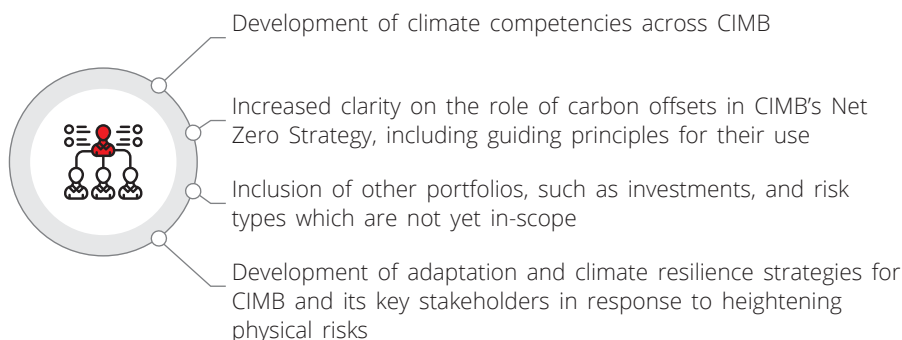 Development of climate competencies across CIMB
Increased clarity on the role of carbon offsets in CIMB’s Net
Zero Strategy, including guiding principles for their use
Inclusion of other portfolios, such as investments, and risk
types which are not yet in-scope
Development of adaptation and climate resilience strategies for
CIMB and its key stakeholders in response to heightening
physical risks